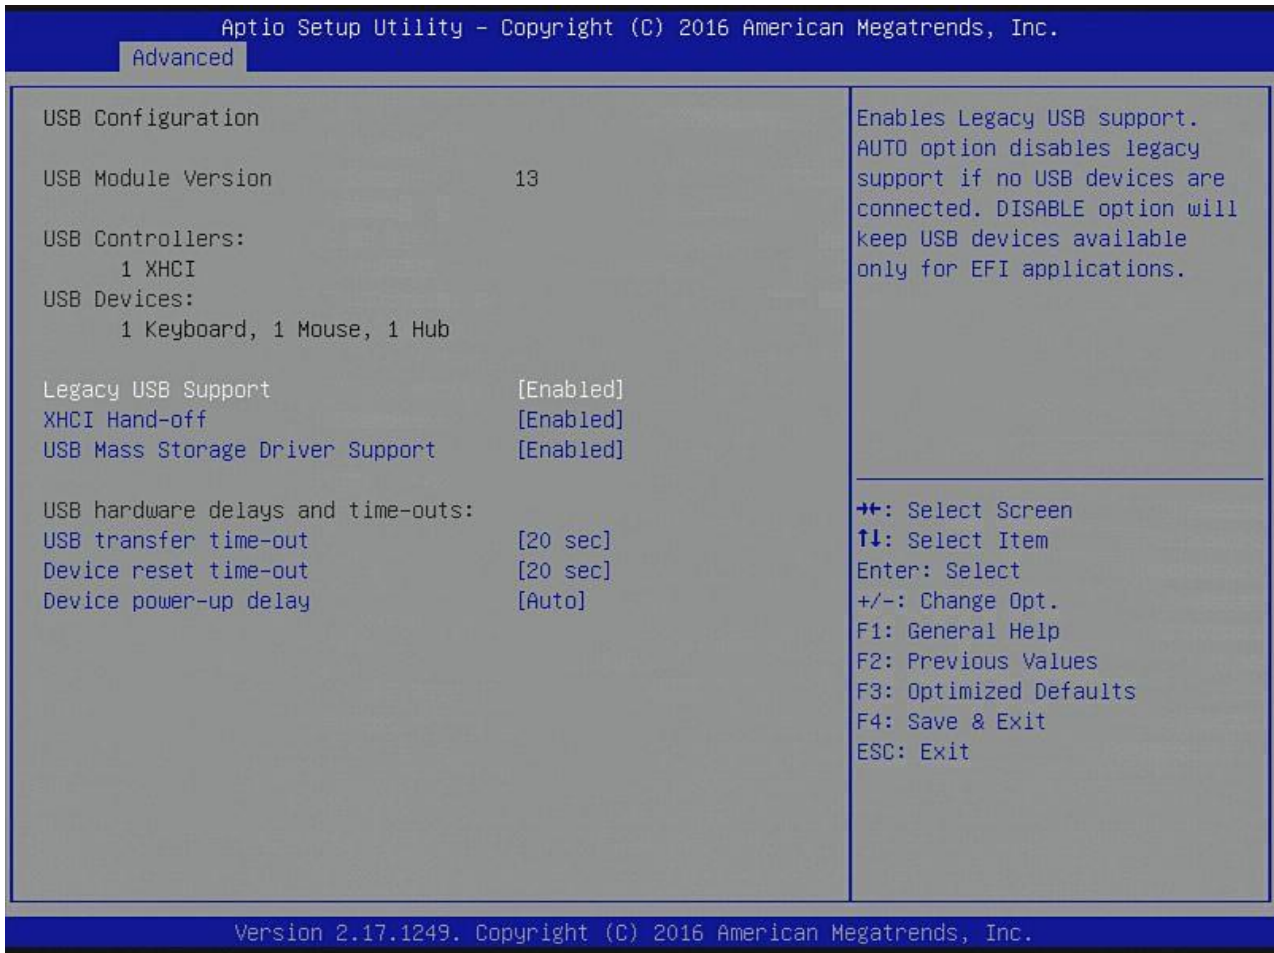 Aptio Setup Utility – Copyright (C) 2016 American Megatrends, Inc.
Advanced
USB Configuration
USB Module Version 13
USB Controllers:
1 XHCI
USB Devices:
1 Keyboard, 1 Mouse, 1 Hub
Legacy USB Support [Enabled]
XHCI Hand-off [Enabled]
USB Mass Storage Driver Support [Enabled]
USB hardware delays and time-outs:
USB transfer time-out [20 sec]
Device reset time-out [20 sec]
Device power-up delay [Auto]
Enables Legacy USB support.
AUTO option disables legacy
support if no USB devices are
connected. DISABLE option will
keep USB devices available
only for EFI applications.
→←: Select Screen
↑↓: Select Item
Enter: Select
+/-: Change Opt.
F1: General Help
F2: Previous Values
F3: Optimized Defaults
F4: Save & Exit
ESC: Exit
Version 2.17.1249. Copyright (C) 2016 American Megatrends, Inc.